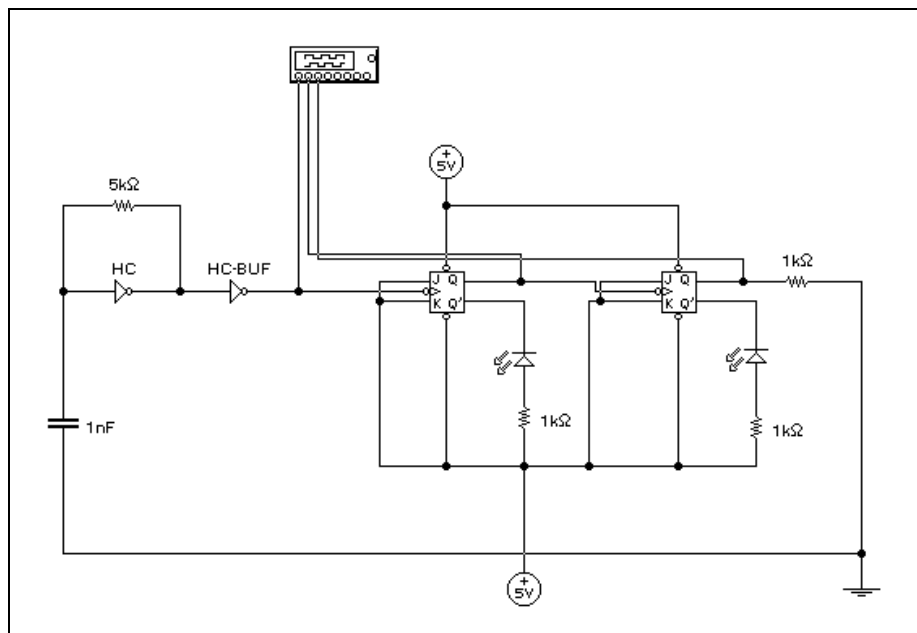 +
5V
5kΩ
HC
HC-BUF
1kΩ
J Q
K Q'
J Q
K Q'
1nF
1kΩ
1kΩ
+
5V